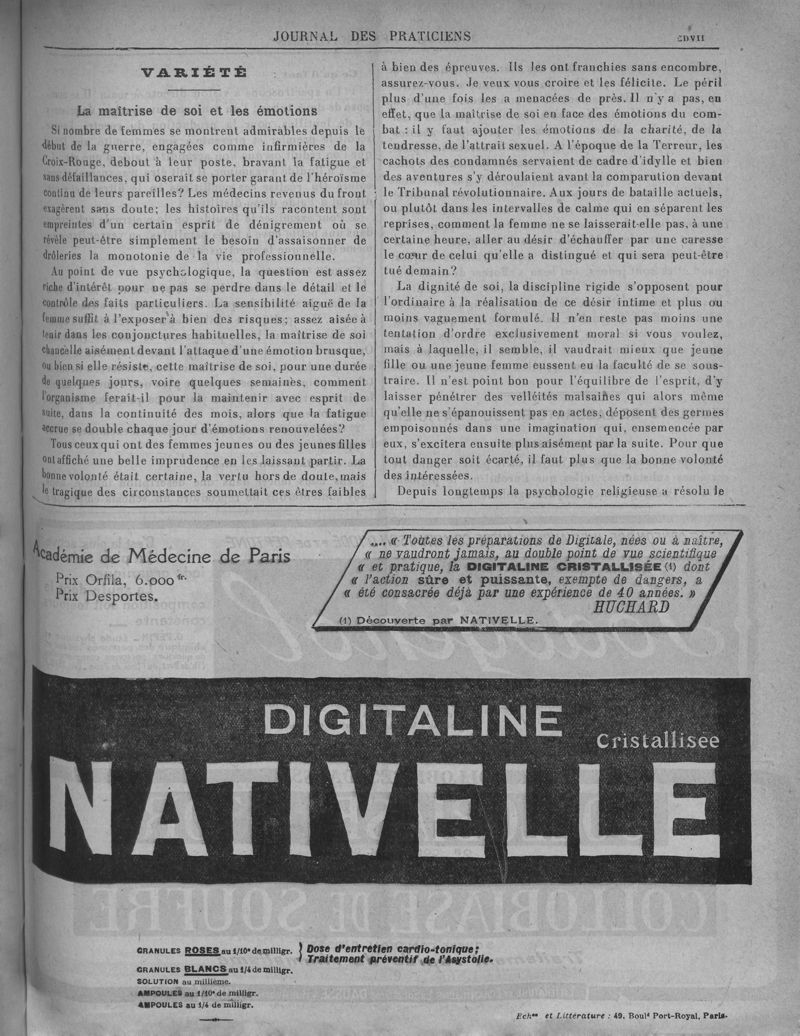 JOURNAL DES PRATICIENS
CDVII
VARIÉTÉ
La maîtrise de soi et les émotions
Si nombre de femmes se montrent admirables depuis le
début de la guerre, engagées comme infirmières de la
Croix-Rouge, debout à leur poste, bravant la fatigue et
sans défaillances, qui oserait se porter garant de l'héroïsme
continu de leurs pareilles? Les médecins revenus du front
exagèrent sans doute; les histoires qu'ils racontent sont
empreintes d'un certain esprit de dénigrement où se
révèle peut-être simplement le besoin d'assaisonner de
drôleries la monotonie de la vie professionnelle.
Au point de vue psychologique, la question est assez
riche d'intérêt pour ne pas se perdre dans le détail et le
contrôle des faits particuliers. La sensibilité aiguë de la
femme suffit à l'exposer à bien des risques; assez aisée à
tenir dans les conjonctures habituelles, la maîtrise de soi
chancelle aisément devant l'attaque d'une émotion brusque,
ou bien si elle résiste, cette maîtrise de soi, pour une durée
de quelques jours, voire quelques semaines, comment
l'organisme ferait-il pour la maintenir avec esprit de
suite, dans la continuité des mois, alors que la fatigue
accrue se double chaque jour d'émotions renouvelées?
Tous ceux qui ont des femmes jeunes ou des jeunes filles
ont affiché une belle imprudence en les laissant partir. La
bonne volonté était certaine, la vertu hors de doute, mais
le tragique des circonstances soumettait ces êtres faibles
à bien des épreuves. Ils les ont franchies sans encombre,
assurez-vous. Je veux vous croire et les félicite. Le péril
plus d'une fois les a menacées de près. Il n'y a pas, en
effet, que la maîtrise de soi en face des émotions du com-
bat : il y faut ajouter les émotions de la charité, de la
tendresse, de l'attrait sexuel. A l'époque de la Terreur, les
cachots des condamnés servaient de cadre d'idylle et bien
des aventures s'y déroulaient avant la comparution devant
le Tribunal révolutionnaire. Aux jours de bataille actuels,
ou plutôt dans les intervalles de calme qui en séparent les
reprises, comment la femme ne se laisserait-elle pas, à une
certaine heure, aller au désir d'échauffer par une caresse
le cœur de celui qu'elle a distingué et qui sera peut-être
tué demain?
La dignité de soi, la discipline rigide s'opposent pour
l'ordinaire à la réalisation de ce désir intime et plus ou
moins vaguement formulé. Il n'en reste pas moins une
tentation d'ordre exclusivement moral si vous voulez,
mais à laquelle, il semble, il vaudrait mieux que jeune
fille ou une jeune femme eussent eu la faculté de se sous-
traire. Il n'est point bon pour l'équilibre de l'esprit, d'y
laisser pénétrer des velléités malsaines qui alors même
qu'elle ne s'épanouissent pas en actes, déposent des germes
empoisonnés dans une imagination qui, ensemencée par
eux, s'excitera ensuite plus aisément par la suite. Pour que
tout danger soit écarté, il faut plus que la bonne volonté
des intéressées.
Depuis longtemps la psychologie religieuse a résolu le
Académie de Médecine de Paris
Prix Orfila, 6.000 fr.
Prix Desportes.
.... « Toutes les préparations de Digitale, nées ou à naître,
« ne vaudront jamais, au double point de vue scientifique
« et pratique, la DIGITALINE CRISTALLISÉE (1) dont
« l'action sûre et puissante, exempte de dangers, a
« été consacrée déjà par une expérience de 40 années. »
HUCHARD
(1) Découverte par NATIVELLE.
DIGITALINE
Cristallisée
NATIVELLE
GRANULES ROSES au 1/10e de milligr. } Dose d'entretien cardio-tonique;
Traitement préventif de l'Asystolie.
GRANULES BLANCS au 1/4 de milligr.
SOLUTION au millième.
AMPOULES au 1/10e de milligr.
AMPOULES au 1/4 de milligr.
Echons et Littérature : 49, Bould Port-Royal, Paris.